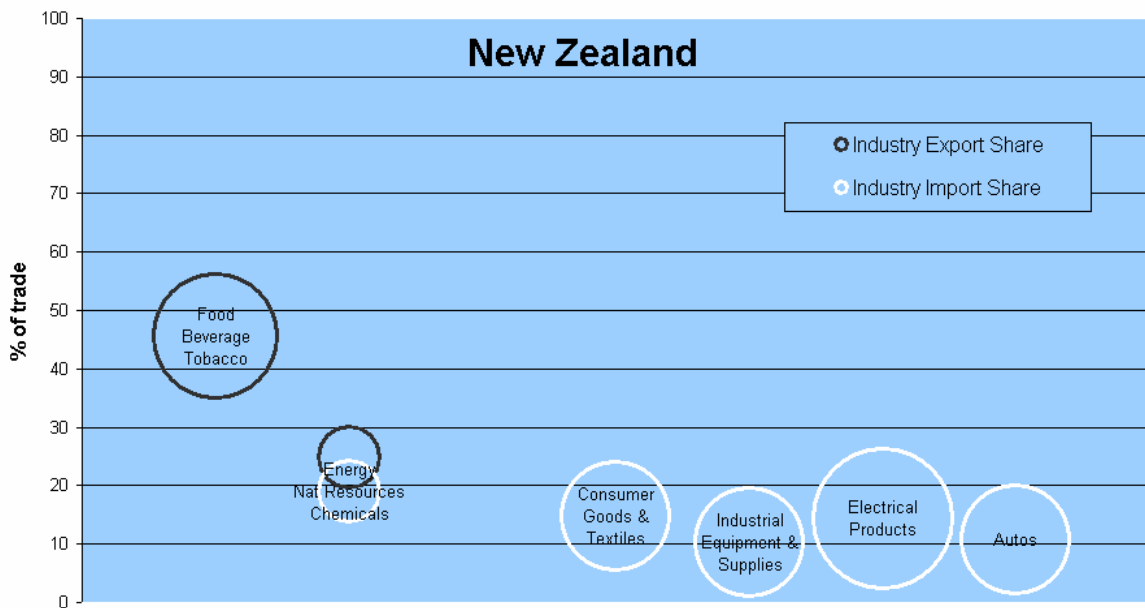 New Zealand
100
90
80
70
60
50
40
30
20
10
0
% of trade
Industry Export Share
Industry Import Share
Food
Beverage
Tobacco
Energy
Nat Resources
Chemicals
Consumer
Goods &
Textiles
Industrial
Equipment &
Supplies
Electrical
Products
Autos